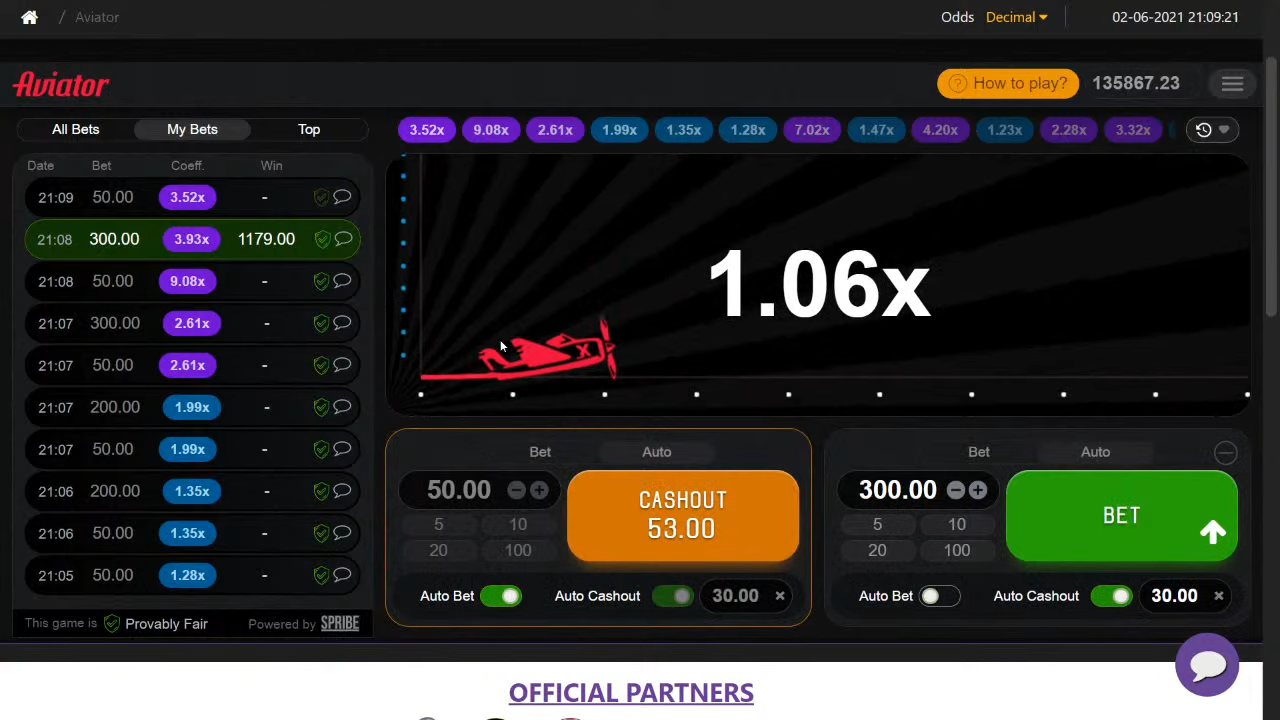 / Aviator
Odds Decimal 02-06-2021 21:09:21
Aviator
? How to play? 135867.23
All Bets My Bets Top
3.52x 9.08x 2.61x 1.99x 1.35x 1.28x 7.02x 1.47x 4.20x 1.23x 2.28x 3.32x
Date Bet Coeff. Win
21:09 50.00 3.52x -
21:08 300.00 3.93x 1179.00
21:08 50.00 9.08x -
21:07 300.00 2.61x -
21:07 50.00 2.61x -
21:07 200.00 1.99x -
21:07 50.00 1.99x -
21:06 200.00 1.35x -
21:06 50.00 1.35x -
21:05 50.00 1.28x -
This game is Provably Fair Powered by SPRIBE
1.06x
X
Bet Auto
50.00
CASHOUT
53.00
5 10
20 100
Auto Bet Auto Cashout 30.00 ×
Bet Auto
300.00
BET
5 10
20 100
Auto Bet Auto Cashout 30.00 ×
OFFICIAL PARTNERS